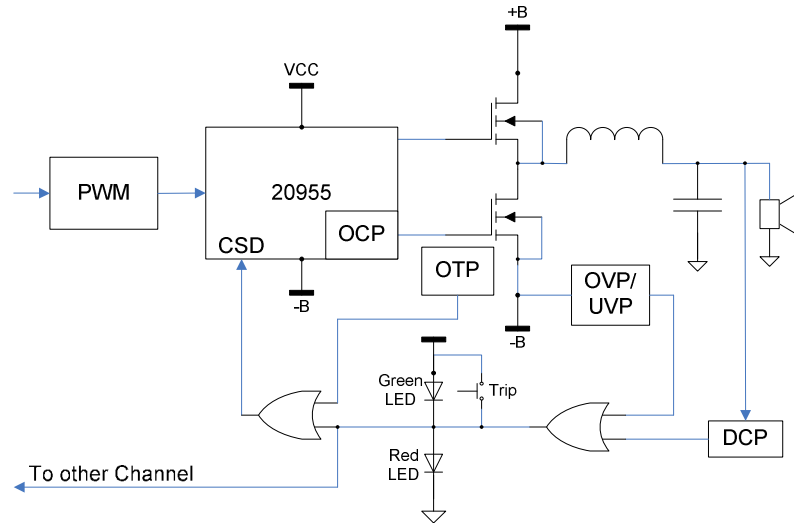 +B
VCC
PWM
20955
OCP
CSD
OTP
OVP/
UVP
-B
-B
Green
LED
Trip
DCP
Red
LED
To other Channel